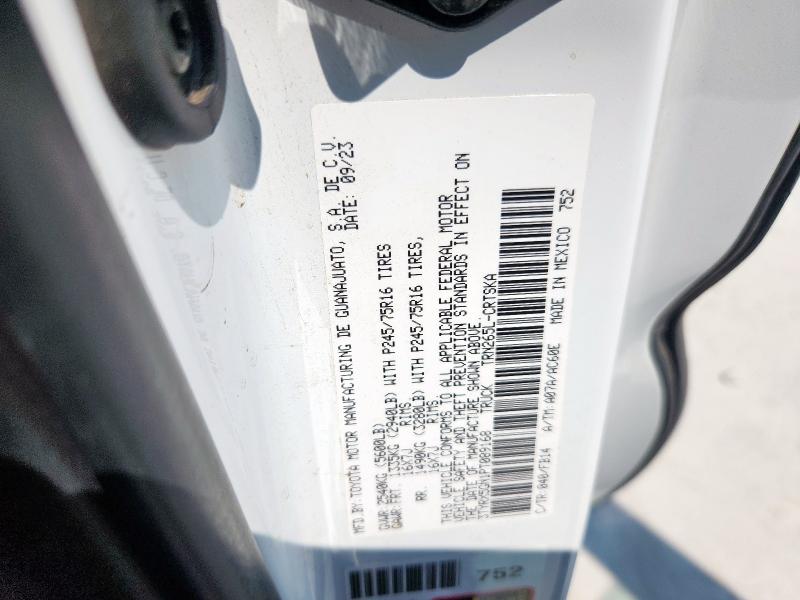 MFD.BY:TOYOTA MOTOR MANUFACTURING DE GUANAJUATO, S.A. DE C.V.
DATE: 09/23
GVWR 2540KG (5600LB)
GAWR:FRT. 1335KG (2940LB) WITH P245/75R16 TIRES
16X7J RIMS
RR. 1490KG (3280LB) WITH P245/75R16 TIRES,
16X7J RIMS
THIS VEHICLE CONFORMS TO ALL APPLICABLE FEDERAL MOTOR
VEHICLE SAFETY AND THEFT PREVENTION STANDARDS IN EFFECT ON
THE DATE OF MANUFACTURE SHOWN ABOVE.
TRUCK TRN265L-CRTSKA
C/TR:040/FB14 A/TM:A07A/AC60E MADE IN MEXICO 752
752